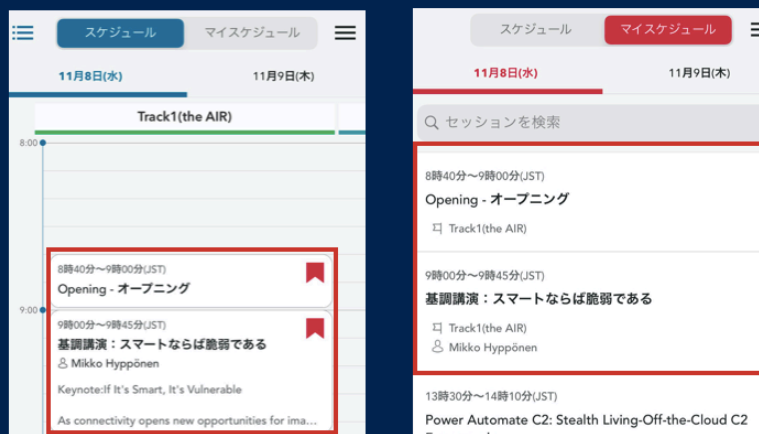 スケジュール
マイスケジュール
11月8日(水)
11月9日(木)
Track1(the AIR)
8:00
8時40分〜9時00分(JST)
Opening - オープニング
9:00
9時00分〜9時45分(JST)
基調講演：スマートならば脆弱である
Mikko Hyppönen
Keynote:If It's Smart, It's Vulnerable
As connectivity opens new opportunities for ima...
スケジュール
マイスケジュール
11月8日(水)
11月9日(木)
セッションを検索
8時40分〜9時00分(JST)
Opening - オープニング
Track1(the AIR)
9時00分〜9時45分(JST)
基調講演：スマートならば脆弱である
Track1(the AIR)
Mikko Hyppönen
13時30分〜14時10分(JST)
Power Automate C2: Stealth Living-Off-the-Cloud C2